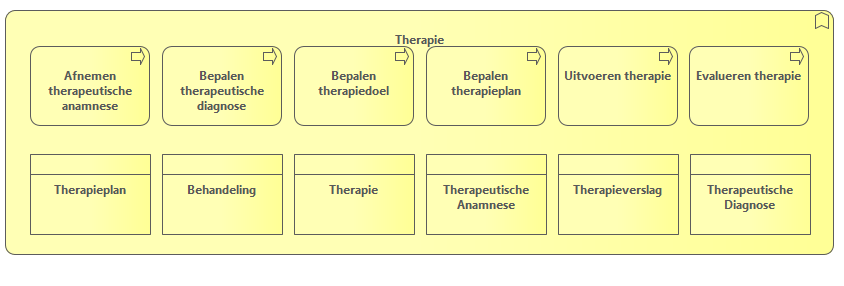 Therapie
Afnemen
therapeutische
anamnese
Bepalen
therapeutische
diagnose
Bepalen
therapiedoel
Bepalen
therapieplan
Uitvoeren therapie
Evalueren therapie
Therapieplan
Behandeling
Therapie
Therapeutische
Anamnese
Therapieverslag
Therapeutische
Diagnose